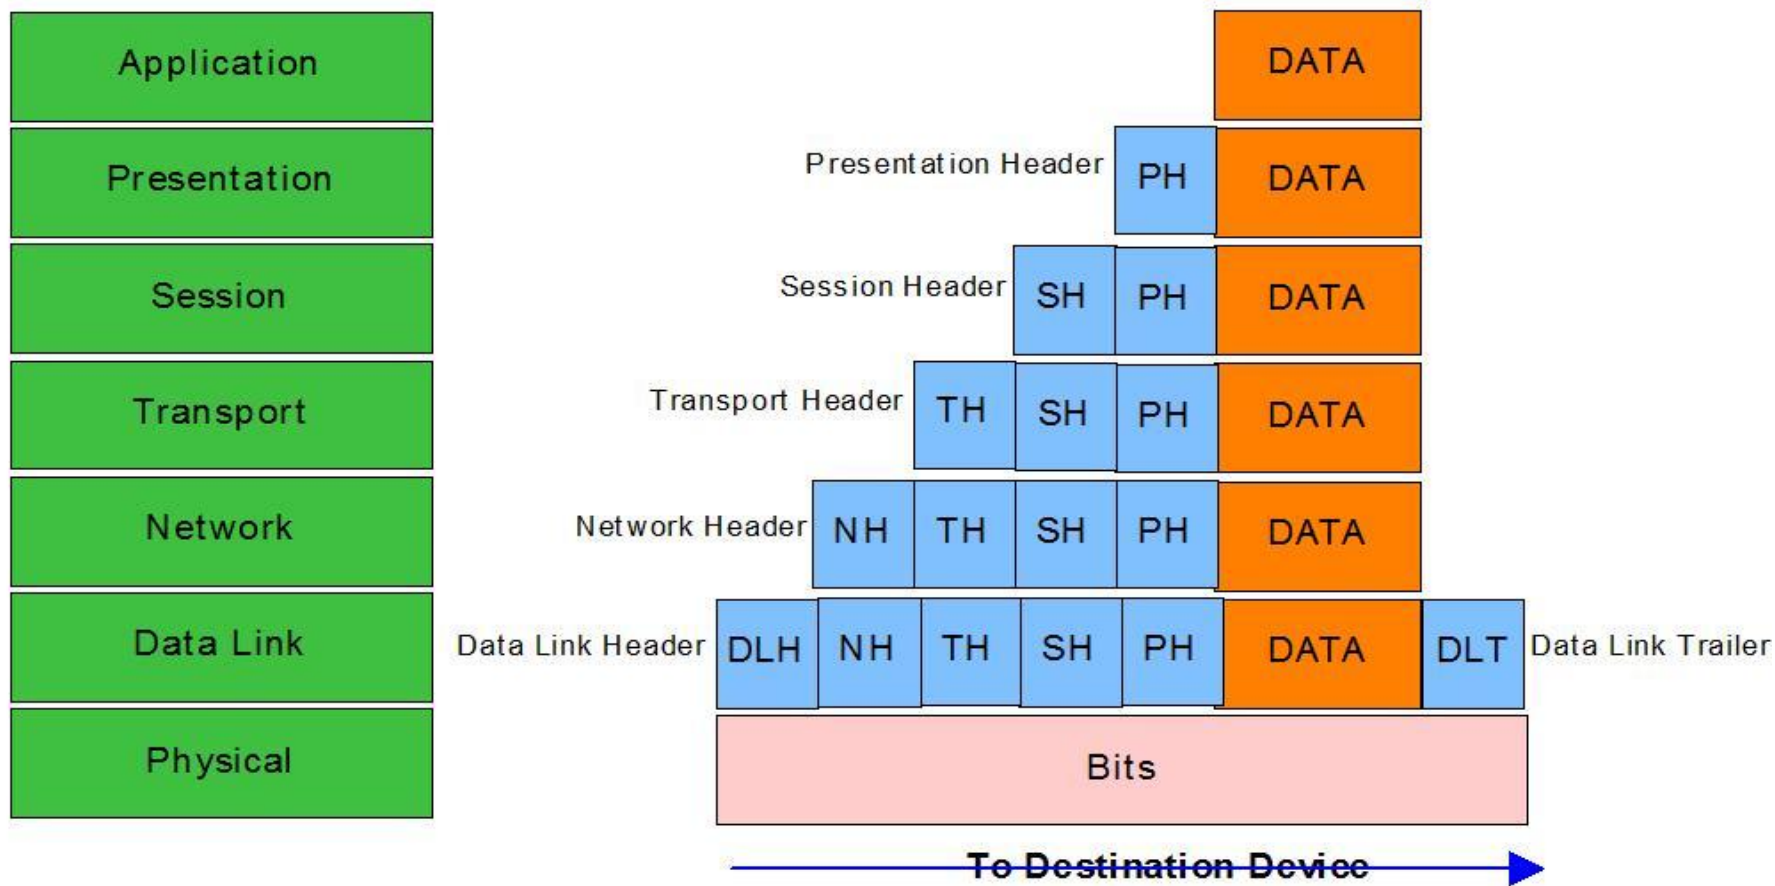 Application
DATA
Presentation
Presentation Header
PH
DATA
Session
Session Header
SH
PH
DATA
Transport
Transport Header
TH
SH
PH
DATA
Network
Network Header
NH
TH
SH
PH
DATA
Data Link
Data Link Header
DLH
NH
TH
SH
PH
DATA
DLT
Data Link Trailer
Physical
Bits
To Destination Device